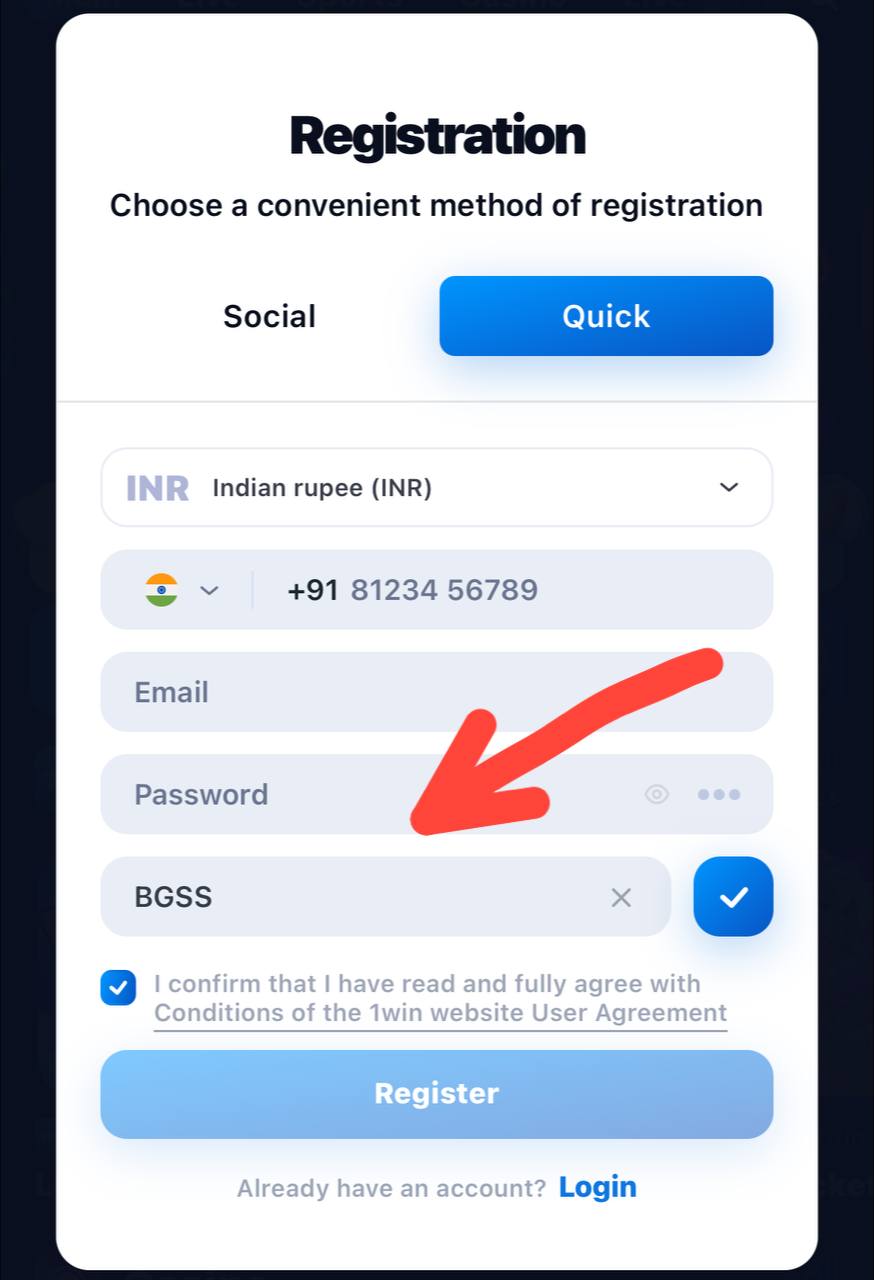 Registration
Choose a convenient method of registration
Social
Quick
INR Indian rupee (INR)
+91 81234 56789
Email
Password
BGSS
I confirm that I have read and fully agree with
Conditions of the 1win website User Agreement
Register
Already have an account? Login